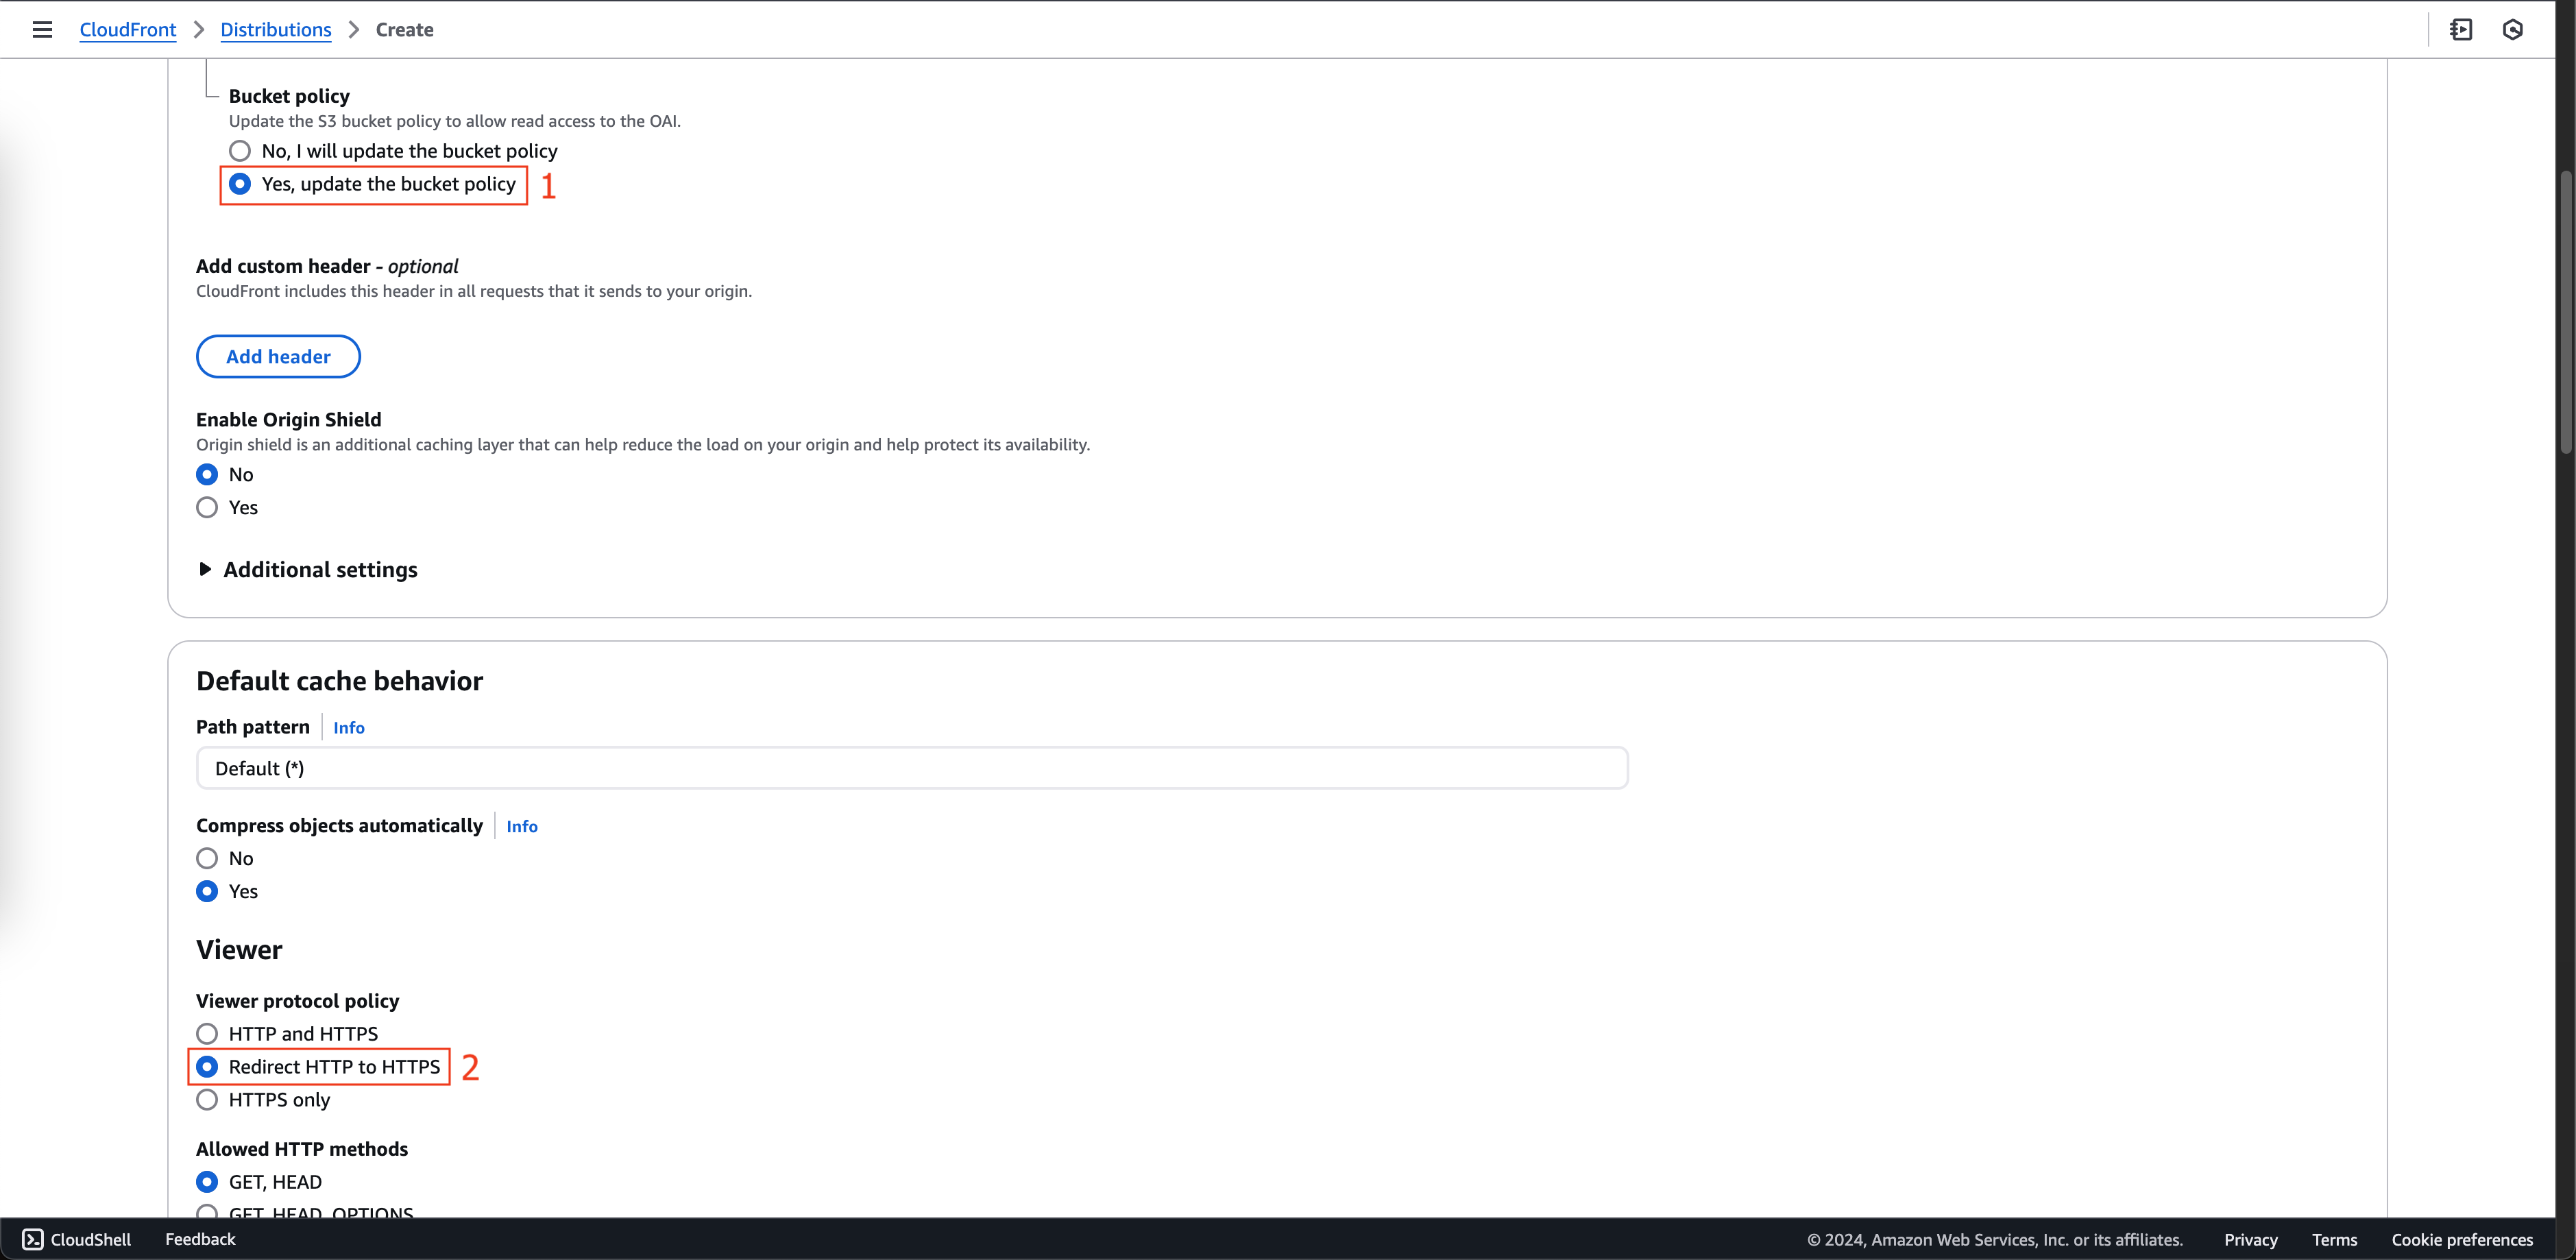 CloudFront > Distributions > Create
Bucket policy
Update the S3 bucket policy to allow read access to the OAI.
No, I will update the bucket policy
Yes, update the bucket policy 1
Add custom header - optional
CloudFront includes this header in all requests that it sends to your origin.
Add header
Enable Origin Shield
Origin shield is an additional caching layer that can help reduce the load on your origin and help protect its availability.
No
Yes
Additional settings
Default cache behavior
Path pattern Info
Default (*)
Compress objects automatically Info
No
Yes
Viewer
Viewer protocol policy
HTTP and HTTPS
Redirect HTTP to HTTPS 2
HTTPS only
Allowed HTTP methods
GET, HEAD
GET, HEAD, OPTIONS
CloudShell Feedback © 2024, Amazon Web Services, Inc. or its affiliates. Privacy Terms Cookie preferences